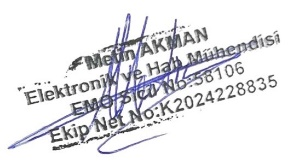 Metin AKMAN
Elektronik ve Hab Mühendisi
EMO Sicil No:58106
Ekip Net No:K2024228835